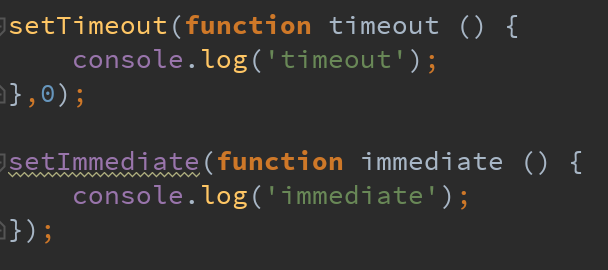 setTimeout(function timeout () {
    console.log('timeout');
},0);

setImmediate(function immediate () {
    console.log('immediate');
});